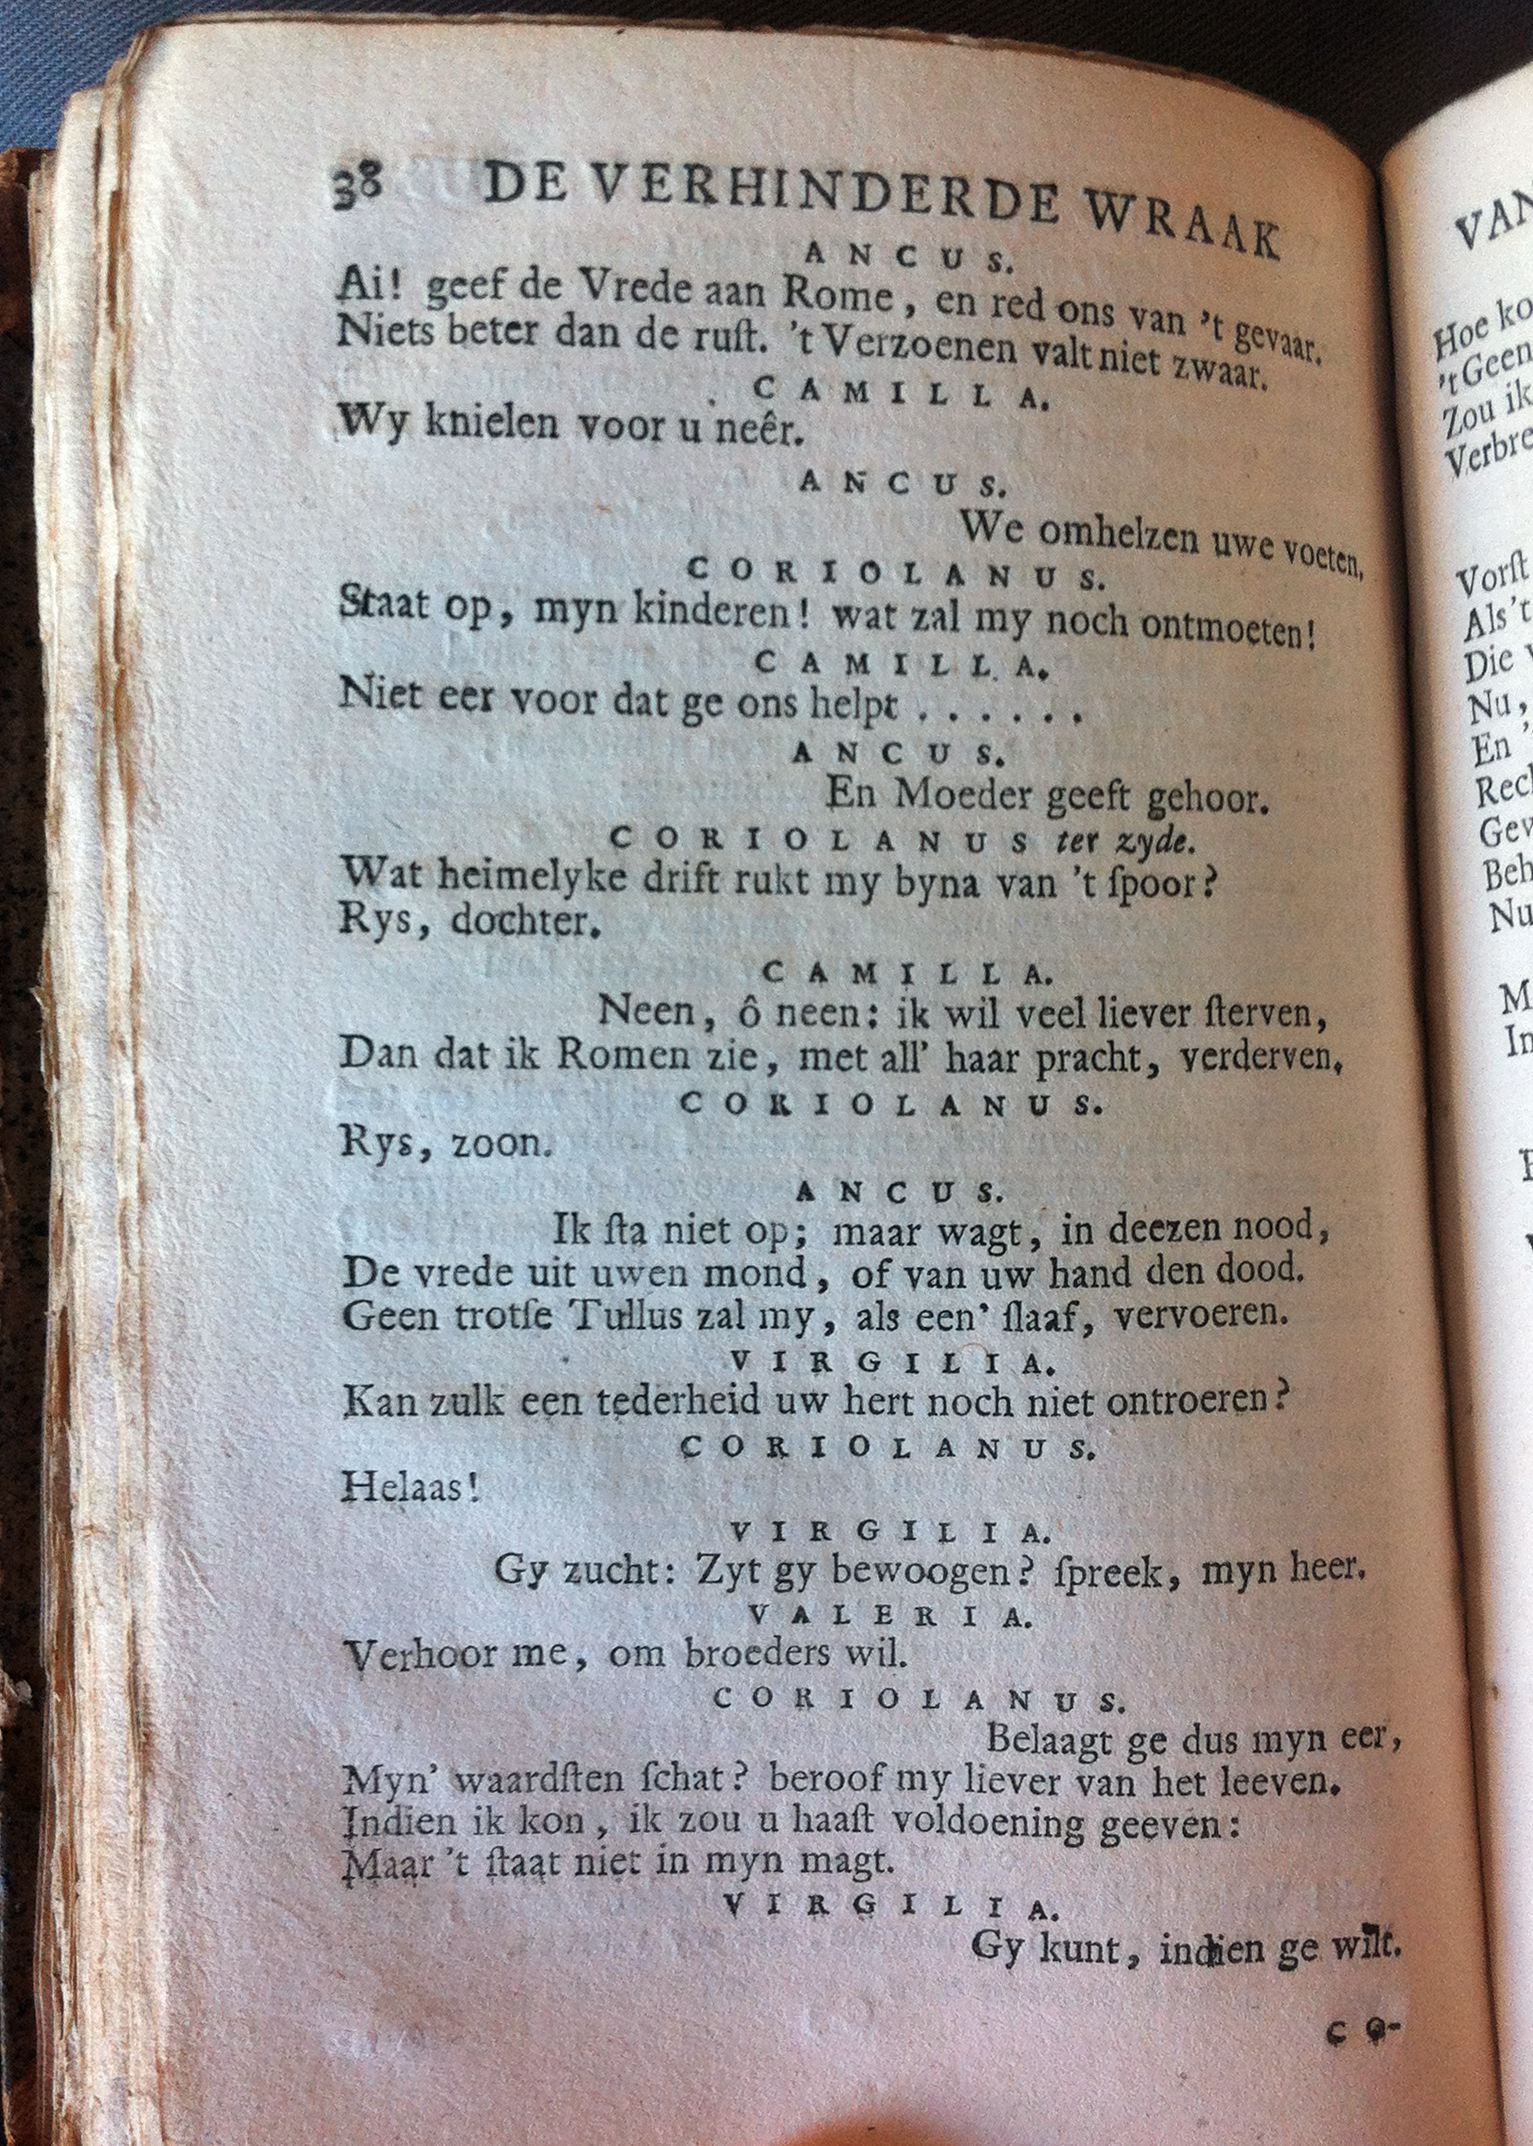 38 DE VERHINDERDE WRAAK
ANCUS.
Ai! geef de Vrede aan Rome, en red ons van 't gevaar.
Niets beter dan de ruſt. 't Verzoenen valt niet zwaar.
CAMILLA.
Wy knielen voor u neêr.
ANCUS.
We omhelzen uwe voeten.
CORIOLANUS.
Staat op, myn kinderen! wat zal my noch ontmoeten!
CAMILLA.
Niet eer voor dat ge ons helpt . . . . . .
ANCUS.
En Moeder geeft gehoor.
CORIOLANUS ter zyde.
Wat heimelyke drift rukt my byna van 't ſpoor?
Rys, dochter.
CAMILLA.
Neen, ô neen: ik wil veel liever ſterven,
Dan dat ik Romen zie, met all' haar pracht, verderven.
CORIOLANUS.
Rys, zoon.
ANCUS.
Ik ſta niet op; maar wagt, in deezen nood,
De vrede uit uwen mond, of van uw hand den dood.
Geen trotſe Tullus zal my, als een' ſlaaf, vervoeren.
VIRGILIA.
Kan zulk een tederheid uw hert noch niet ontroeren?
CORIOLANUS.
Helaas!
VIRGILIA.
Gy zucht: Zyt gy bewoogen? ſpreek, myn heer.
VALERIA.
Verhoor me, om broeders wil.
CORIOLANUS.
Belaagt ge dus myn eer,
Myn' waardſten ſchat? beroof my liever van het leeven.
Indien ik kon, ik zou u haaſt voldoening geeven:
Maar 't ſtaat niet in myn magt.
VIRGILIA.
Gy kunt, indien ge wilt.
CO-
VAN
Hoe
't Geen
Zou ik
Vorſt
Als 't
Die
Nu,
En
Nu